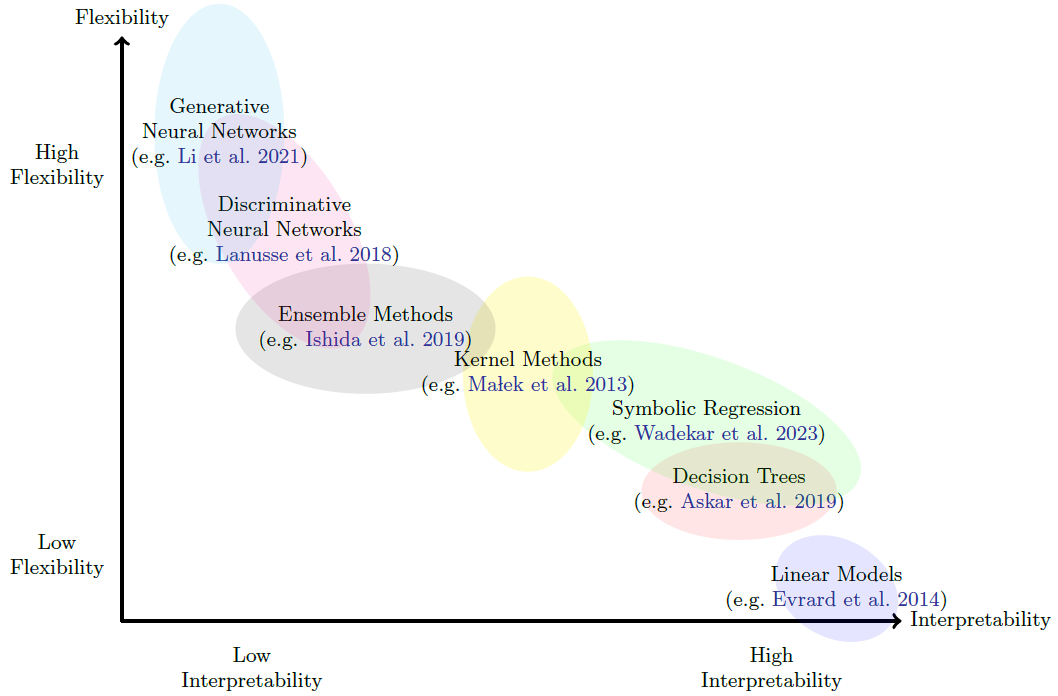 Flexibility
Generative
Neural Networks
(e.g. Li et al. 2021)
High
Flexibility
Discriminative
Neural Networks
(e.g. Lanusse et al. 2018)
Ensemble Methods
(e.g. Ishida et al. 2019)
Kernel Methods
(e.g. Małek et al. 2013)
Symbolic Regression
(e.g. Wadekar et al. 2023)
Decision Trees
(e.g. Askar et al. 2019)
Low
Flexibility
Linear Models
(e.g. Evrard et al. 2014)
Interpretability
Low
Interpretability
High
Interpretability